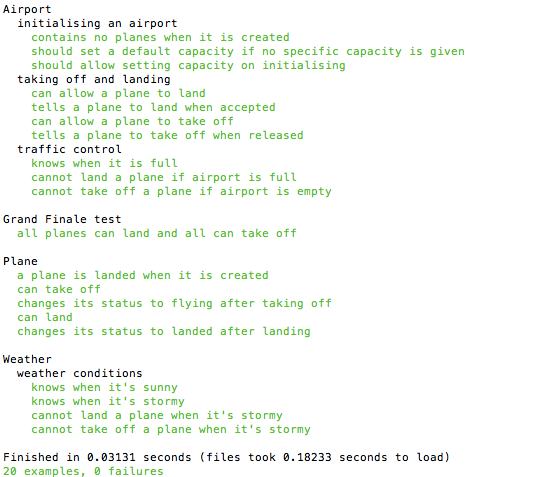 Airport
initialising an airport
contains no planes when it is created
should set a default capacity if no specific capacity is given
should allow setting capacity on initialising
taking off and landing
can allow a plane to land
tells a plane to land when accepted
can allow a plane to take off
tells a plane to take off when released
traffic control
knows when it is full
cannot land a plane if airport is full
cannot take off a plane if airport is empty
Grand Finale test
all planes can land and all can take off
Plane
a plane is landed when it is created
can take off
changes its status to flying after taking off
can land
changes its status to landed after landing
Weather
weather conditions
knows when it's sunny
knows when it's stormy
cannot land a plane when it's stormy
cannot take off a plane when it's stormy
Finished in 0.03131 seconds (files took 0.18233 seconds to load)
20 examples, 0 failures